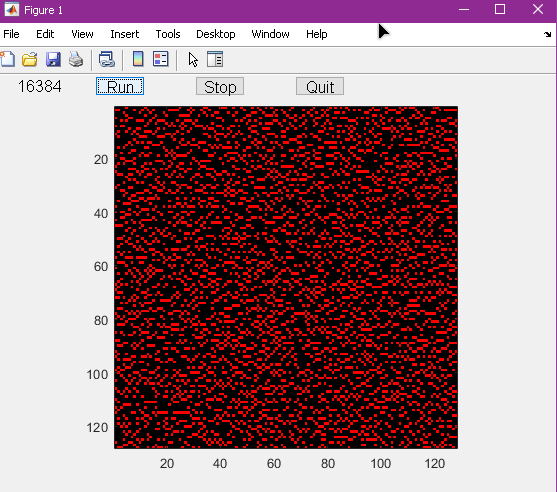 Figure 1
File Edit View Insert Tools Desktop Window Help
16384 Run Stop Quit
20
40
60
80
100
120
20 40 60 80 100 120